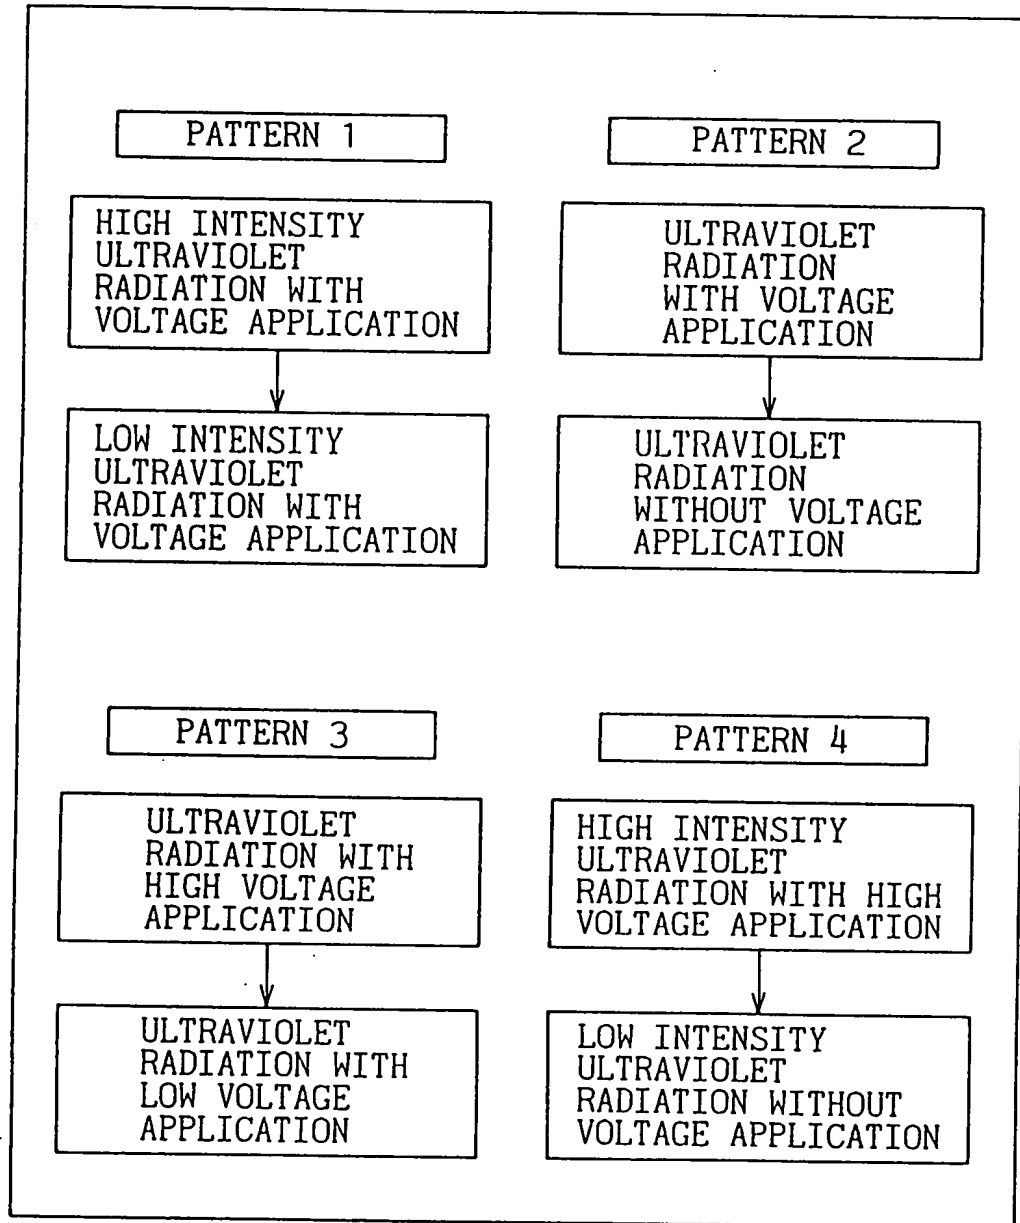 PATTERN 1
HIGH INTENSITY
ULTRAVIOLET
RADIATION WITH
VOLTAGE APPLICATION
LOW INTENSITY
ULTRAVIOLET
RADIATION WITH
VOLTAGE APPLICATION
PATTERN 2
ULTRAVIOLET
RADIATION
WITH VOLTAGE
APPLICATION
ULTRAVIOLET
RADIATION
WITHOUT VOLTAGE
APPLICATION
PATTERN 3
ULTRAVIOLET
RADIATION WITH
HIGH VOLTAGE
APPLICATION
ULTRAVIOLET
RADIATION WITH
LOW VOLTAGE
APPLICATION
PATTERN 4
HIGH INTENSITY
ULTRAVIOLET
RADIATION WITH HIGH
VOLTAGE APPLICATION
LOW INTENSITY
ULTRAVIOLET
RADIATION WITHOUT
VOLTAGE APPLICATION